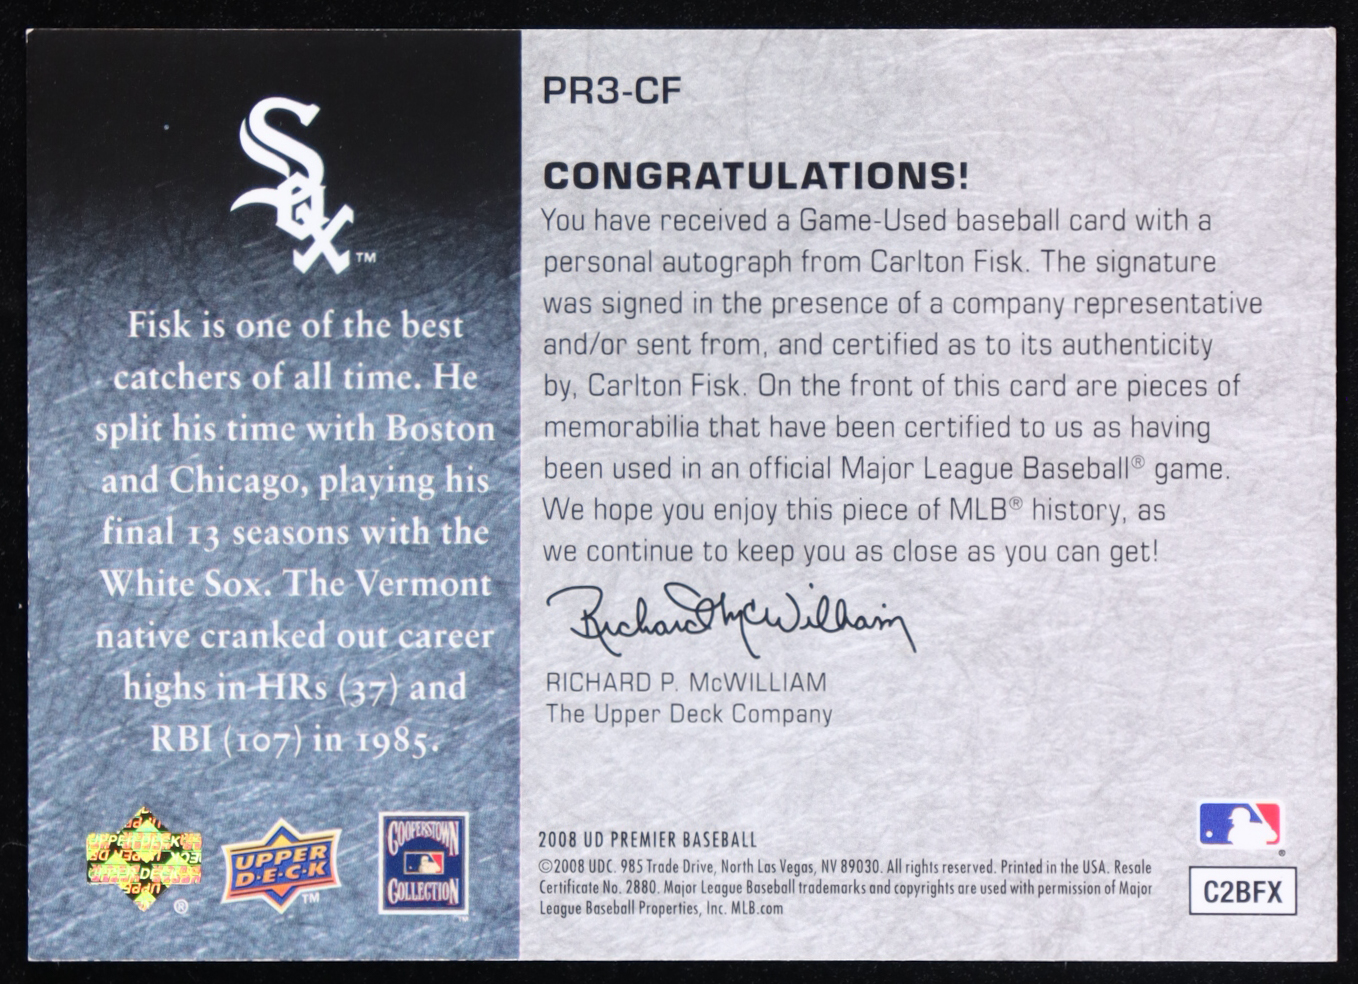 Sox
TM
Fisk is one of the best
catchers of all time. He
split his time with Boston
and Chicago, playing his
final 13 seasons with the
White Sox. The Vermont
native cranked out career
highs in HRs (37) and
RBI (107) in 1985.
UPPER DECK
®
UPPER
D·E·C·K
TM
COOPERSTOWN
COLLECTION
TM
PR3-CF
CONGRATULATIONS!
You have received a Game-Used baseball card with a
personal autograph from Carlton Fisk. The signature
was signed in the presence of a company representative
and/or sent from, and certified as to its authenticity
by, Carlton Fisk. On the front of this card are pieces of
memorabilia that have been certified to us as having
been used in an official Major League Baseball® game.
We hope you enjoy this piece of MLB® history, as
we continue to keep you as close as you can get!
Richard McWilliam
RICHARD P. McWILLIAM
The Upper Deck Company
2008 UD PREMIER BASEBALL
©2008 UDC. 985 Trade Drive, North Las Vegas, NV 89030. All rights reserved. Printed in the USA. Resale
Certificate No. 2880. Major League Baseball trademarks and copyrights are used with permission of Major
League Baseball Properties, Inc. MLB.com
®
C2BFX